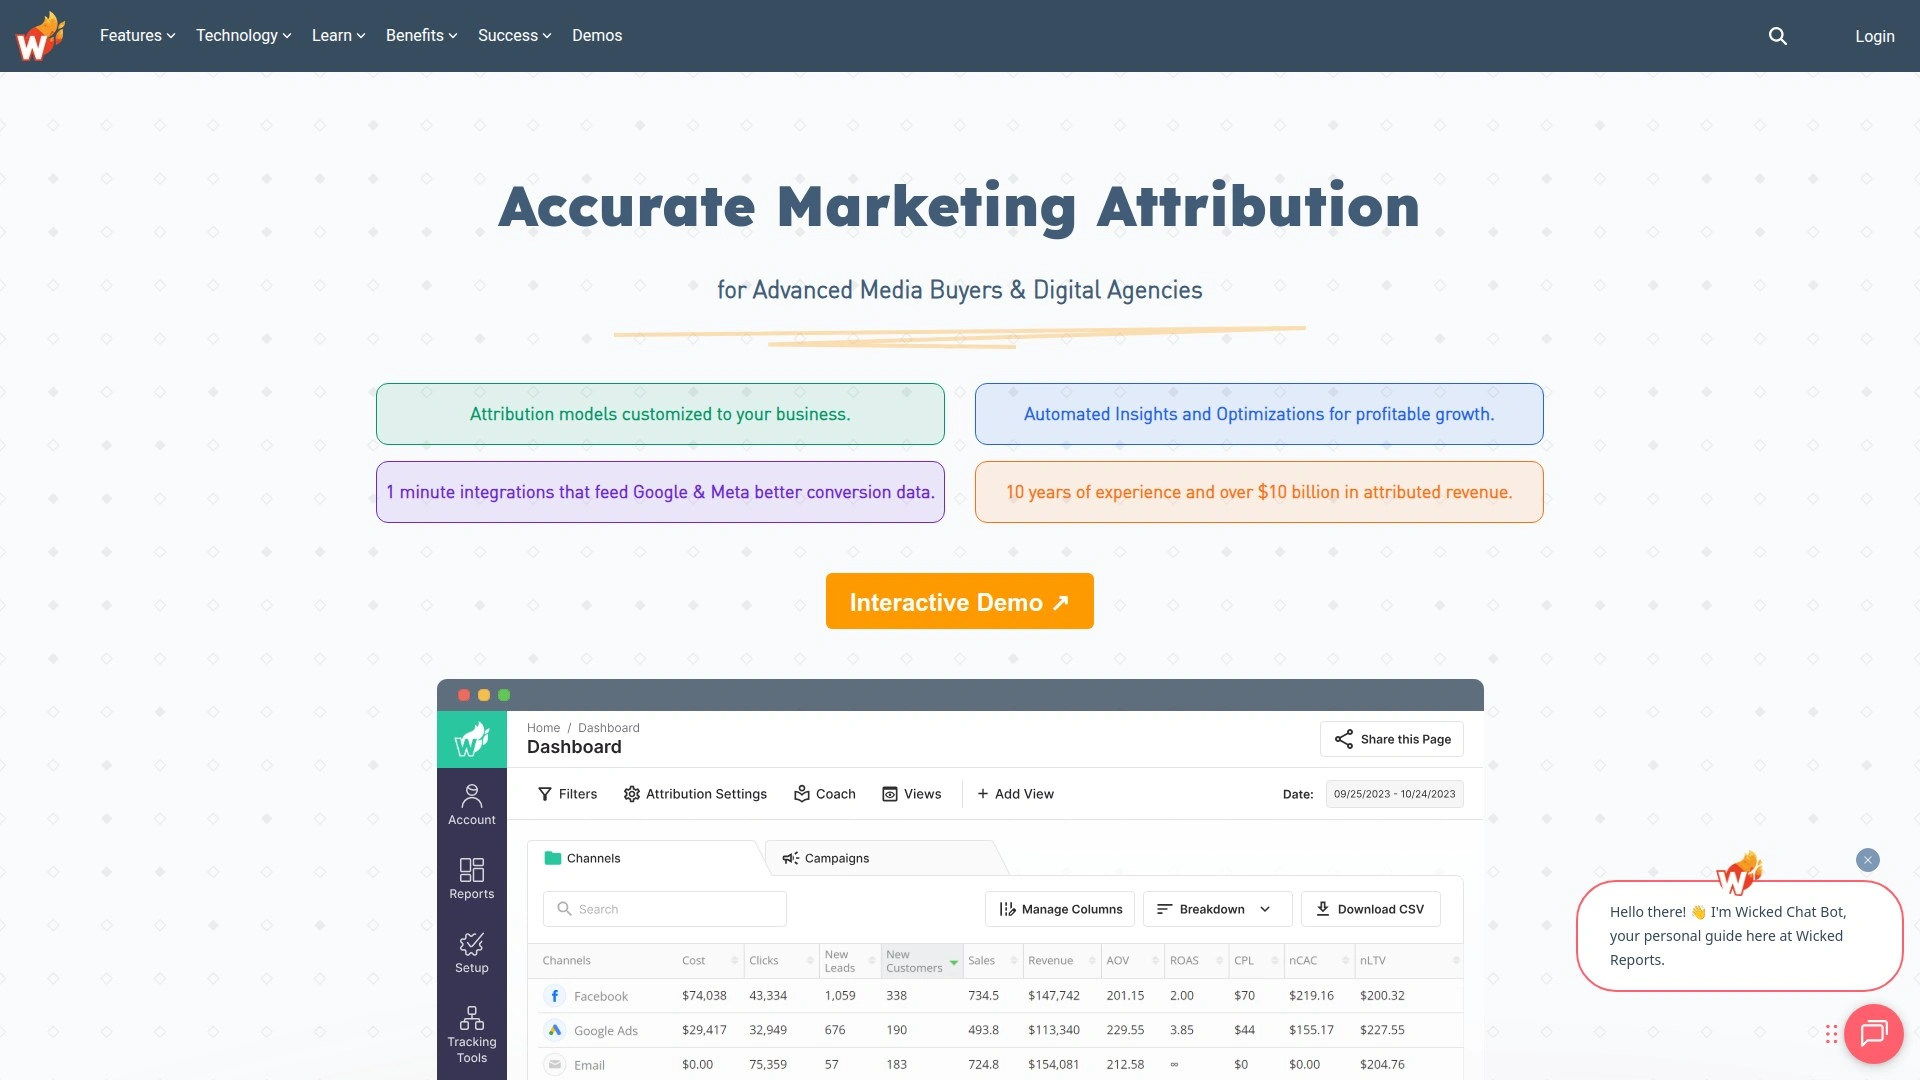 W
Features
Technology
Learn
Benefits
Success
Demos
Login
Accurate Marketing Attribution
for Advanced Media Buyers & Digital Agencies
Attribution models customized to your business.
Automated Insights and Optimizations for profitable growth.
1 minute integrations that feed Google & Meta better conversion data.
10 years of experience and over $10 billion in attributed revenue.
Interactive Demo ↗
W
Home / Dashboard
Dashboard
Share this Page
Filters
Attribution Settings
Coach
Views
+ Add View
Date:
09/25/2023 - 10/24/2023
Account
Reports
Setup
Tracking
Tools
Channels
Campaigns
Search
Manage Columns
Breakdown
Download CSV
Channels Cost Clicks New Leads New Customers Sales Revenue AOV ROAS CPL nCAC nLTV
Facebook $74,038 43,334 1,059 338 734.5 $147,742 201.15 2.00 $70 $219.16 $200.32
Google Ads $29,417 32,949 676 190 493.8 $113,340 229.55 3.85 $44 $155.17 $227.55
Email $0.00 75,359 57 183 724.8 $154,081 212.58 ∞ $0 $0.00 $204.76
W
Hello there! 👋 I'm Wicked Chat Bot,
your personal guide here at Wicked
Reports.